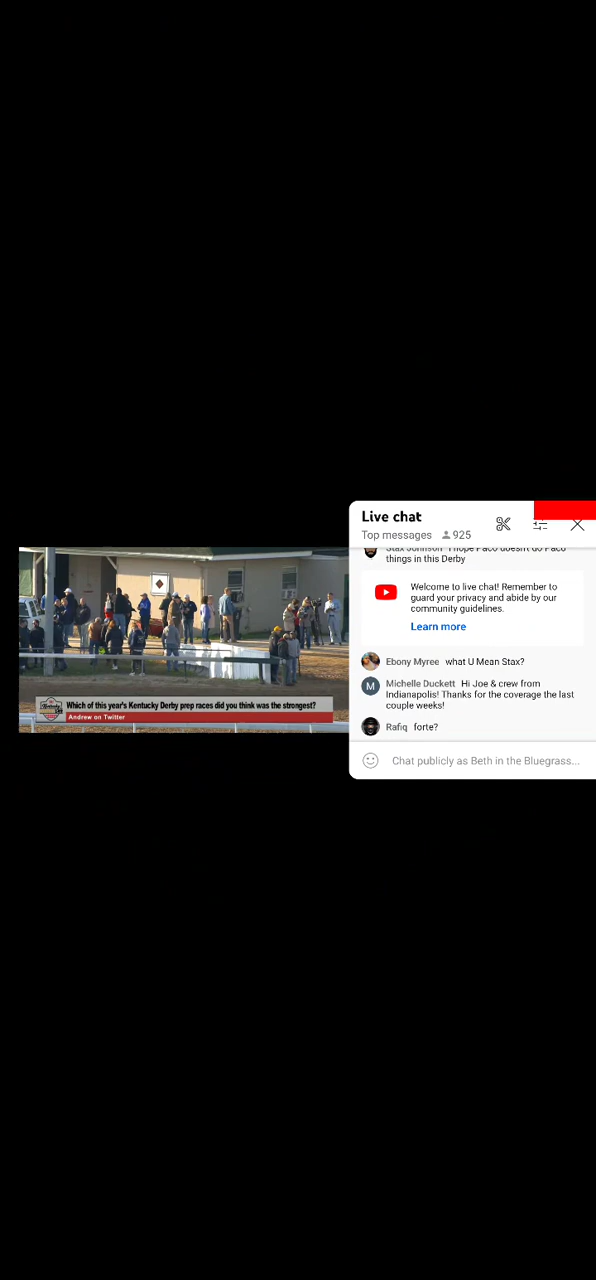 Live chat
Top messages 925
Stax Johnson I hope Paco doesn't do Paco
things in this Derby
Welcome to live chat! Remember to
guard your privacy and abide by our
community guidelines.
Learn more
Ebony Myree what U Mean Stax?
M Michelle Duckett Hi Joe & crew from
Indianapolis! Thanks for the coverage the last
couple weeks!
Rafiq forte?
Chat publicly as Beth in the Bluegrass...
Which of this year's Kentucky Derby prep races did you think was the strongest?
Andrew on Twitter